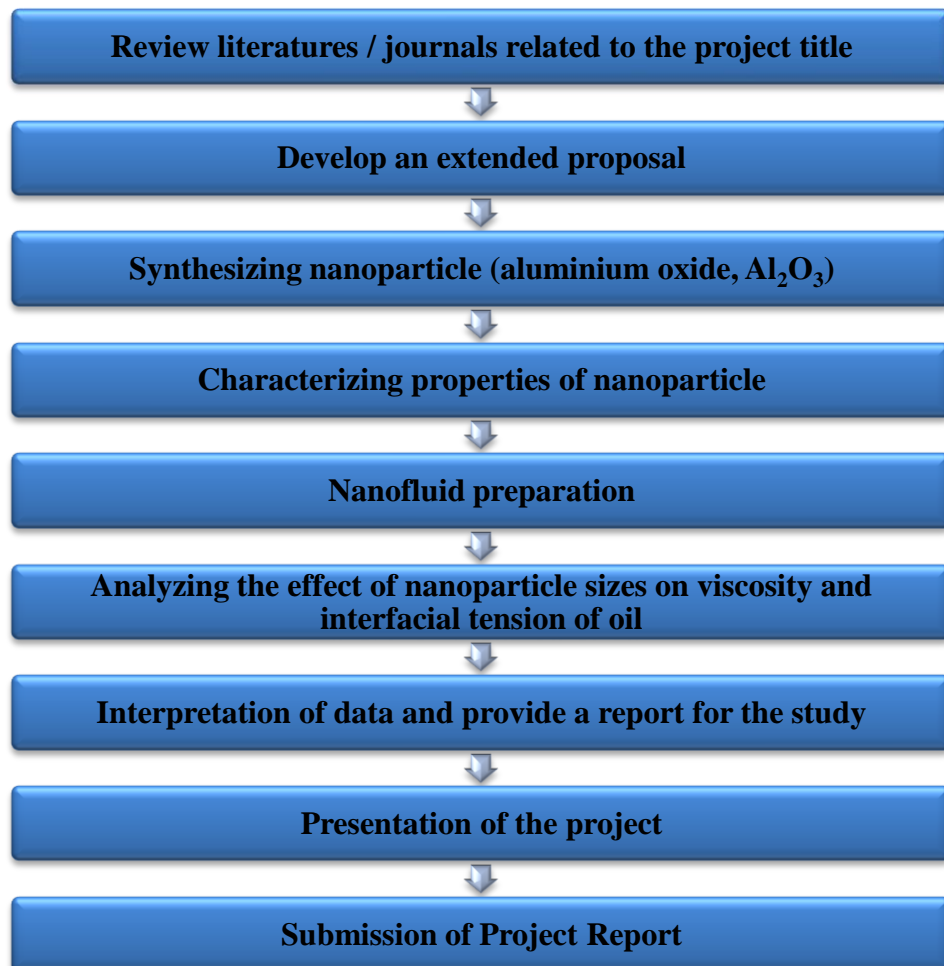 Review literatures / journals related to the project title
Develop an extended proposal
Synthesizing nanoparticle (aluminium oxide, Al₂O₃)
Characterizing properties of nanoparticle
Nanofluid preparation
Analyzing the effect of nanoparticle sizes on viscosity and
interfacial tension of oil
Interpretation of data and provide a report for the study
Presentation of the project
Submission of Project Report